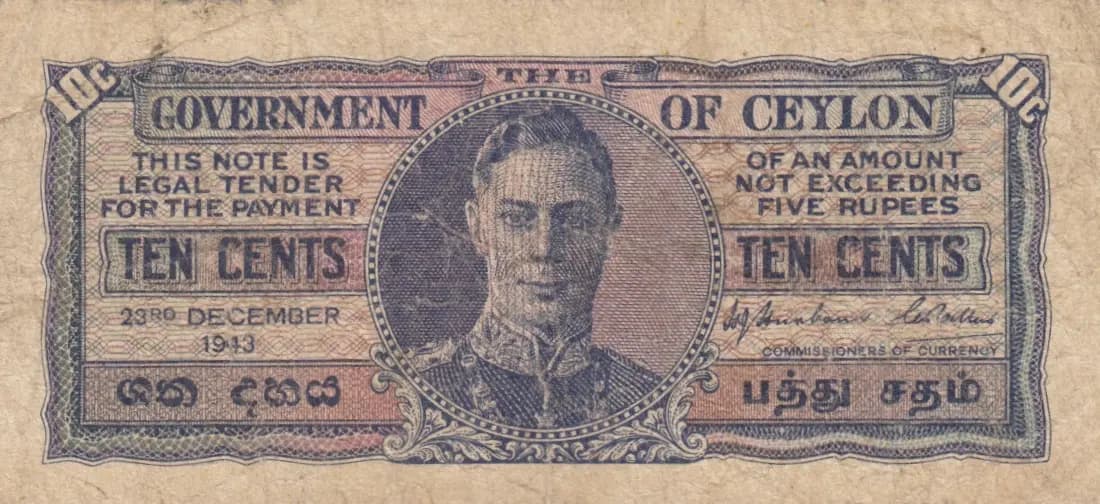 10c
10c
THE
GOVERNMENT OF CEYLON
THIS NOTE IS
LEGAL TENDER
FOR THE PAYMENT
OF AN AMOUNT
NOT EXCEEDING
FIVE RUPEES
TEN CENTS
TEN CENTS
23RD DECEMBER
1943
COMMISSIONERS OF CURRENCY
ශත දහය
பத்து சதம்